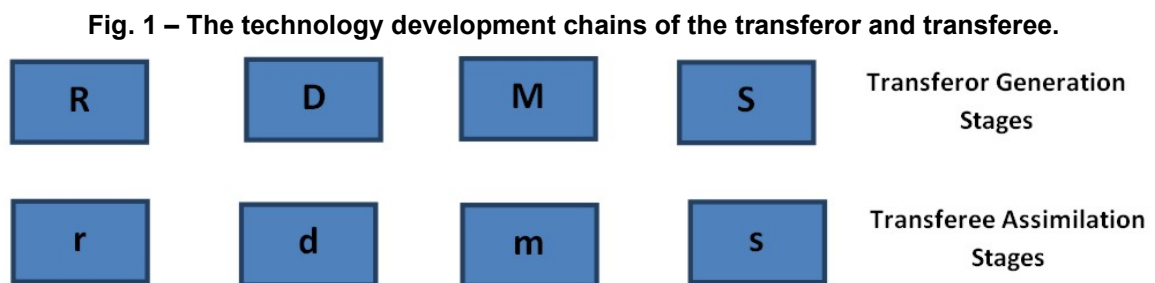 Fig. 1 – The technology development chains of the transferor and transferee.
R D M S Transferor Generation
Stages
r d m s Transferee Assimilation
Stages